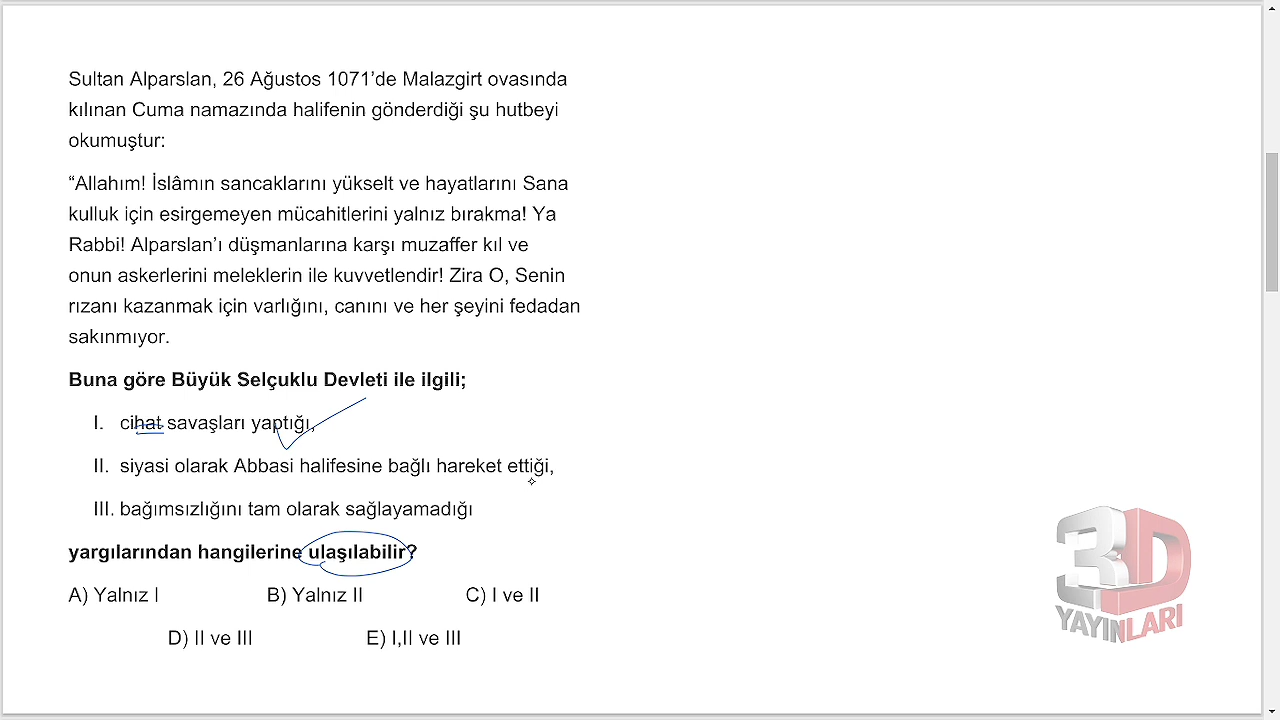 Sultan Alparslan, 26 Ağustos 1071’de Malazgirt ovasında
kılınan Cuma namazında halifenin gönderdiği şu hutbeyi
okumuştur:
“Allahım! İslâmın sancaklarını yükselt ve hayatlarını Sana
kulluk için esirgemeyen mücahitlerini yalnız bırakma! Ya
Rabbi! Alparslan’ı düşmanlarına karşı muzaffer kıl ve
onun askerlerini meleklerin ile kuvvetlendir! Zira O, Senin
rızanı kazanmak için varlığını, canını ve her şeyini fedadan
sakınmıyor.
Buna göre Büyük Selçuklu Devleti ile ilgili;
I. cihat savaşları yaptığı,
II. siyasi olarak Abbasi halifesine bağlı hareket ettiği,
III. bağımsızlığını tam olarak sağlayamadığı
yargılarından hangilerine ulaşılabilir?
A) Yalnız I B) Yalnız II C) I ve II
D) II ve III E) I,II ve III
3D
YAYINLARI